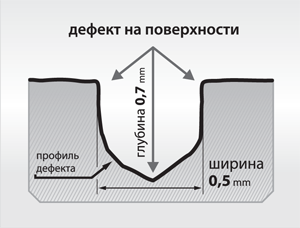 дефект на поверхности
глубина 0,7 mm
профиль
дефекта
ширина
0,5 mm